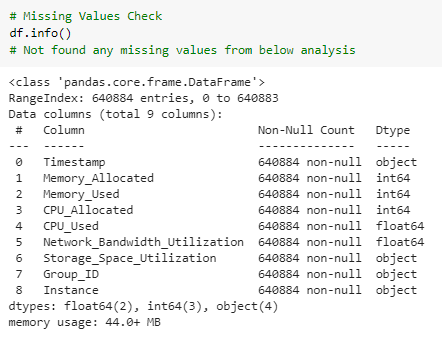 # Missing Values Check
df.info()
# Not found any missing values from below analysis
<class 'pandas.core.frame.DataFrame'>
RangeIndex: 640884 entries, 0 to 640883
Data columns (total 9 columns):
 #   Column                         Non-Null Count   Dtype
---  ------                         --------------   -----
 0   Timestamp                      640884 non-null  object
 1   Memory_Allocated               640884 non-null  int64
 2   Memory_Used                    640884 non-null  int64
 3   CPU_Allocated                  640884 non-null  int64
 4   CPU_Used                       640884 non-null  float64
 5   Network_Bandwidth_Utilization  640884 non-null  float64
 6   Storage_Space_Utilization      640884 non-null  object
 7   Group_ID                       640884 non-null  object
 8   Instance                       640884 non-null  object
dtypes: float64(2), int64(3), object(4)
memory usage: 44.0+ MB